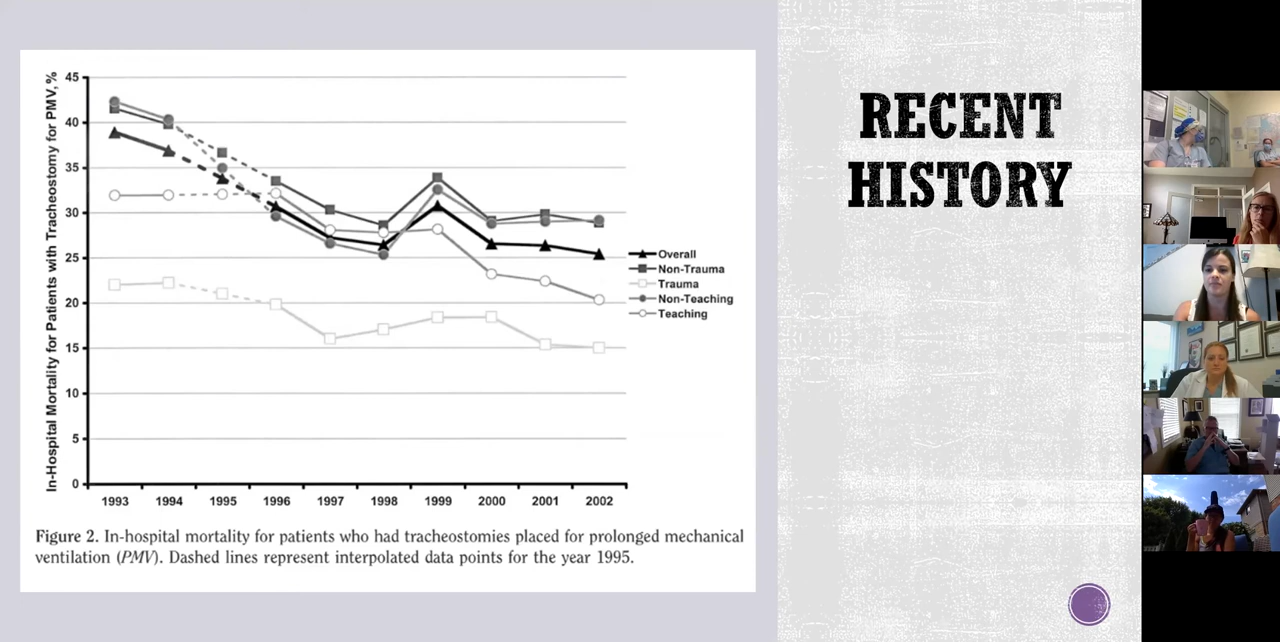 In-Hospital Mortality for Patients with Tracheostomy for PMV, %
45
40
35
30
25
20
15
10
5
0
1993 1994 1995 1996 1997 1998 1999 2000 2001 2002
Overall
Non-Trauma
Trauma
Non-Teaching
Teaching
Figure 2. In-hospital mortality for patients who had tracheostomies placed for prolonged mechanical
ventilation (PMV). Dashed lines represent interpolated data points for the year 1995.
RECENT
HISTORY